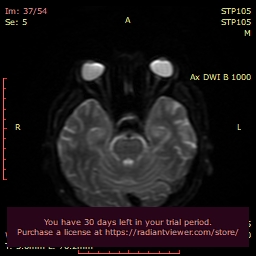 Im: 37/54
Se: 5
A
STP105
STP105
M
Ax DWI B 1000
R
L
You have 30 days left in your trial period.
Purchase a license at https://radiantviewer.com/store/